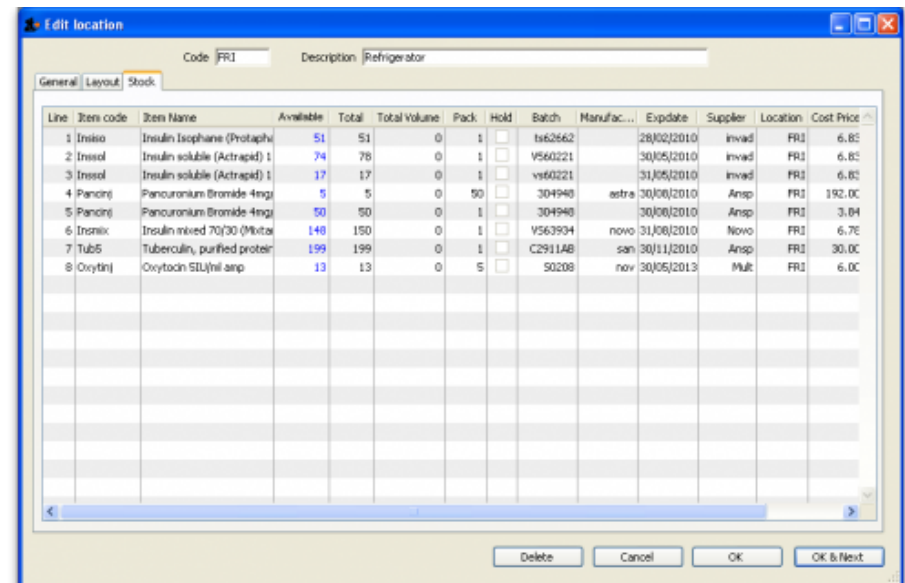 Edit location
Code FRI Description Refrigerator
General Layout Stock
Line Item code Item Name Available Total Total Volume Pack Hold Batch Manufac... Expdate Supplier Location Cost Price
1 Insiso Insulin Isophane (Protapha 51 51 0 1 ts62662 28/02/2010 invad FRI 6.83
2 Inssol Insulin soluble (Actrapid) 1 74 78 0 1 VS60221 30/05/2010 invad FRI 6.83
3 Inssol Insulin soluble (Actrapid) 1 17 17 0 1 vs60221 31/05/2010 invad FRI 6.83
4 Pancinj Pancuronium Bromide 4mg/ 5 5 0 50 304948 astra 30/08/2010 Ansp FRI 192.00
5 Pancinj Pancuronium Bromide 4mg/ 50 50 0 1 304948 30/08/2010 Ansp FRI 3.84
6 Insmix Insulin mixed 70/30 (Mixta 148 150 0 1 VS63934 novo 31/08/2010 Novo FRI 6.78
7 Tub5 Tuberculin, purified protein 199 199 0 1 C2911AB san 30/11/2010 Ansp FRI 30.00
8 Oxytinj Oxytocin 5IU/ml amp 13 13 0 5 S0208 nov 30/05/2013 Mult FRI 6.00
Delete Cancel OK OK & Next